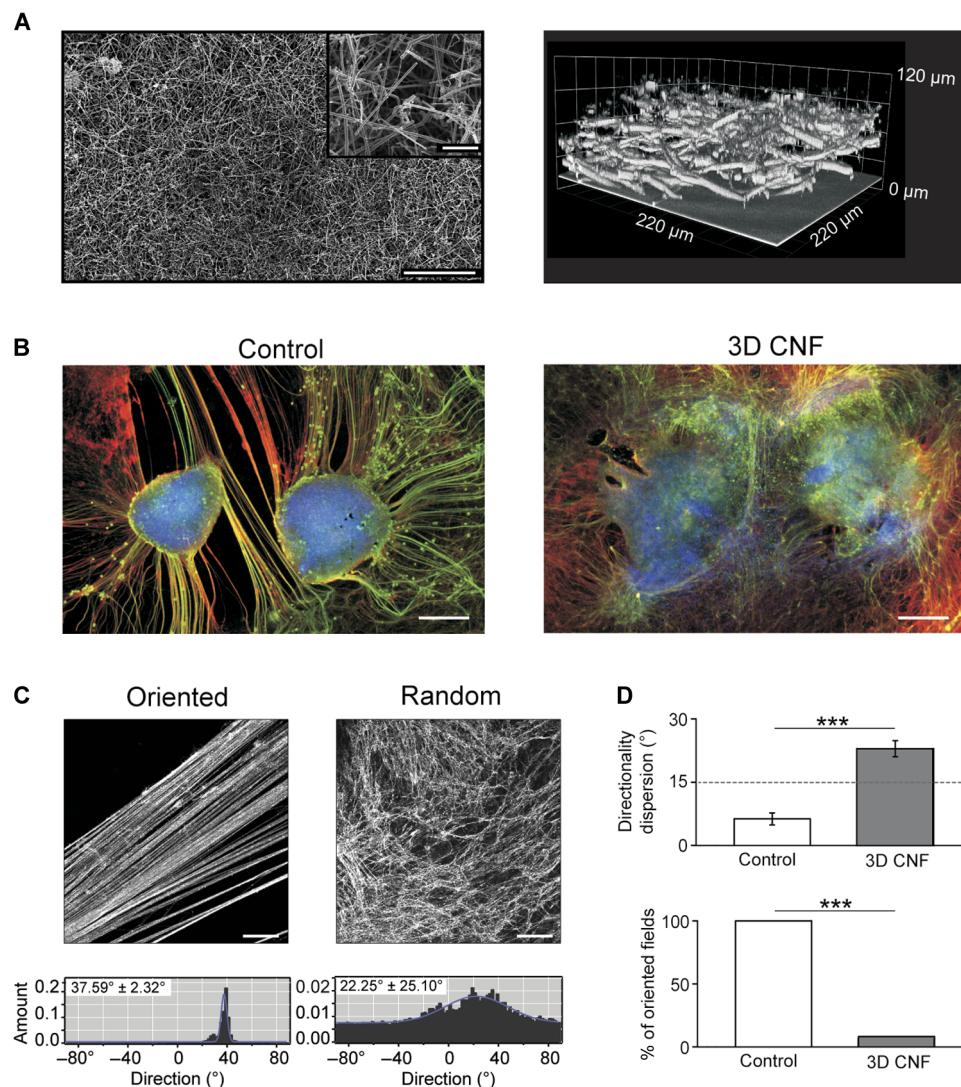 A
120 µm
0 µm
220 µm
220 µm
B
Control
3D CNF
C
Oriented
Random
Amount
0.2
0.1
0.0
37.59° ± 2.32°
−80°
−40
0
40
80°
Direction (°)
0.02
0.01
0.00
22.25° ± 25.10°
−80°
−40
0
40
80°
Direction (°)
D
Directionality
dispersion (°)
30
15
0
***
Control
3D CNF
% of oriented fields
100
50
0
***
Control
3D CNF